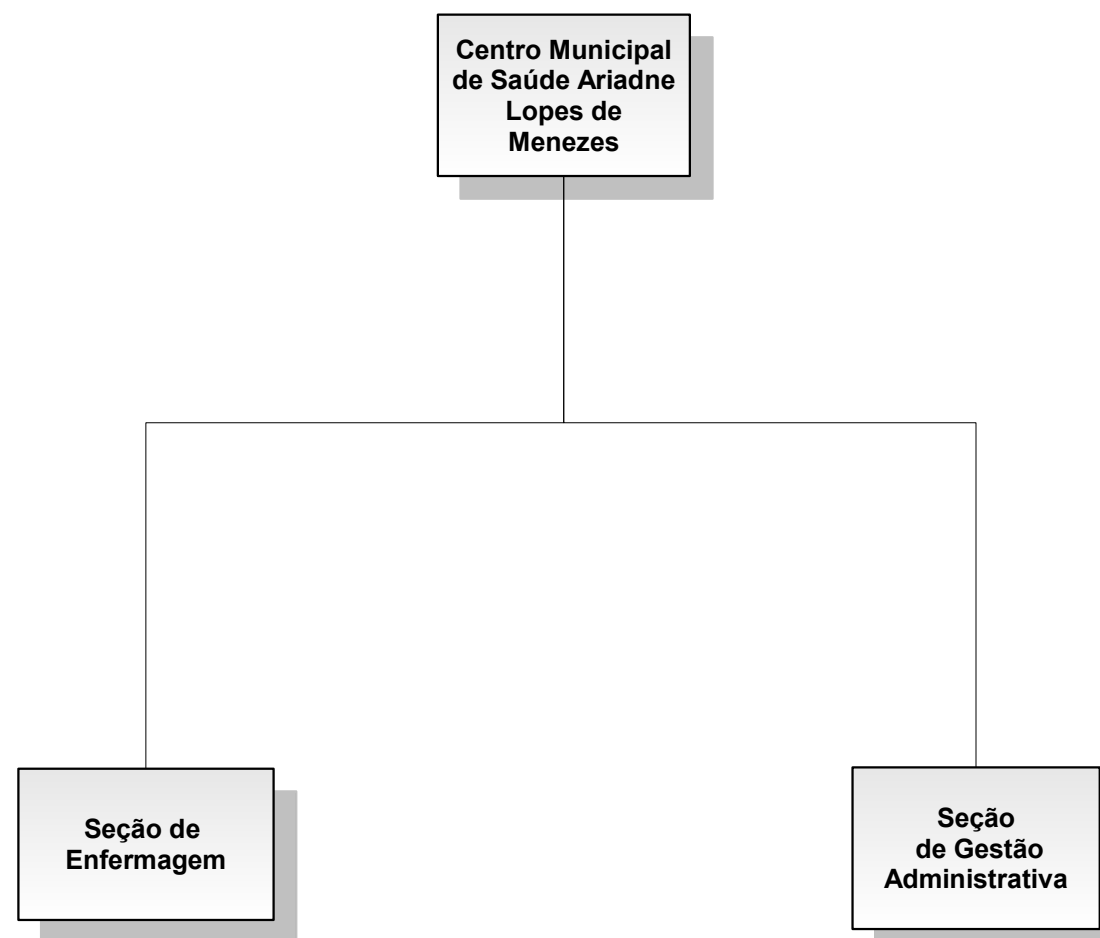 Centro Municipal
de Saúde Ariadne
Lopes de
Menezes
Seção de
Enfermagem
Seção
de Gestão
Administrativa